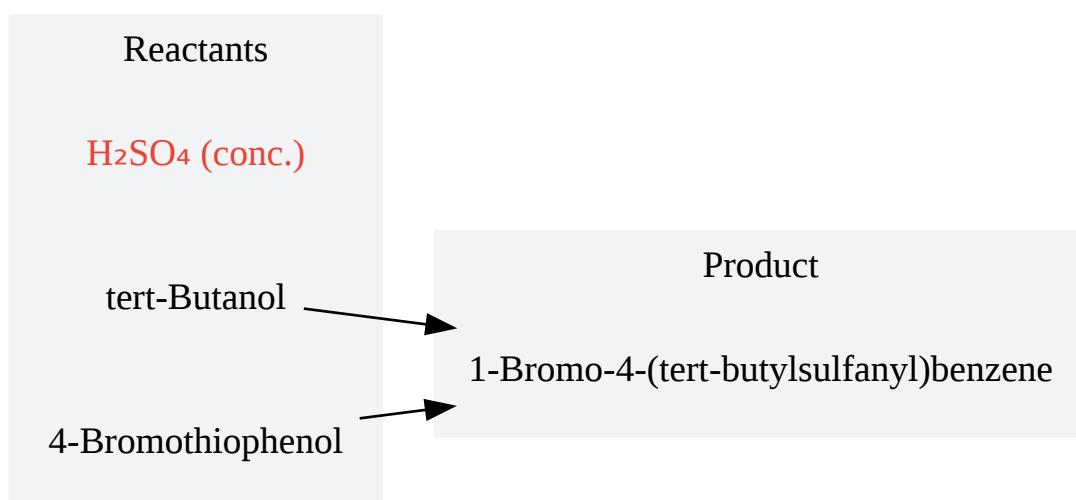 Reactants
H₂SO₄ (conc.)
tert-Butanol
4-Bromothiophenol
Product
1-Bromo-4-(tert-butylsulfanyl)benzene